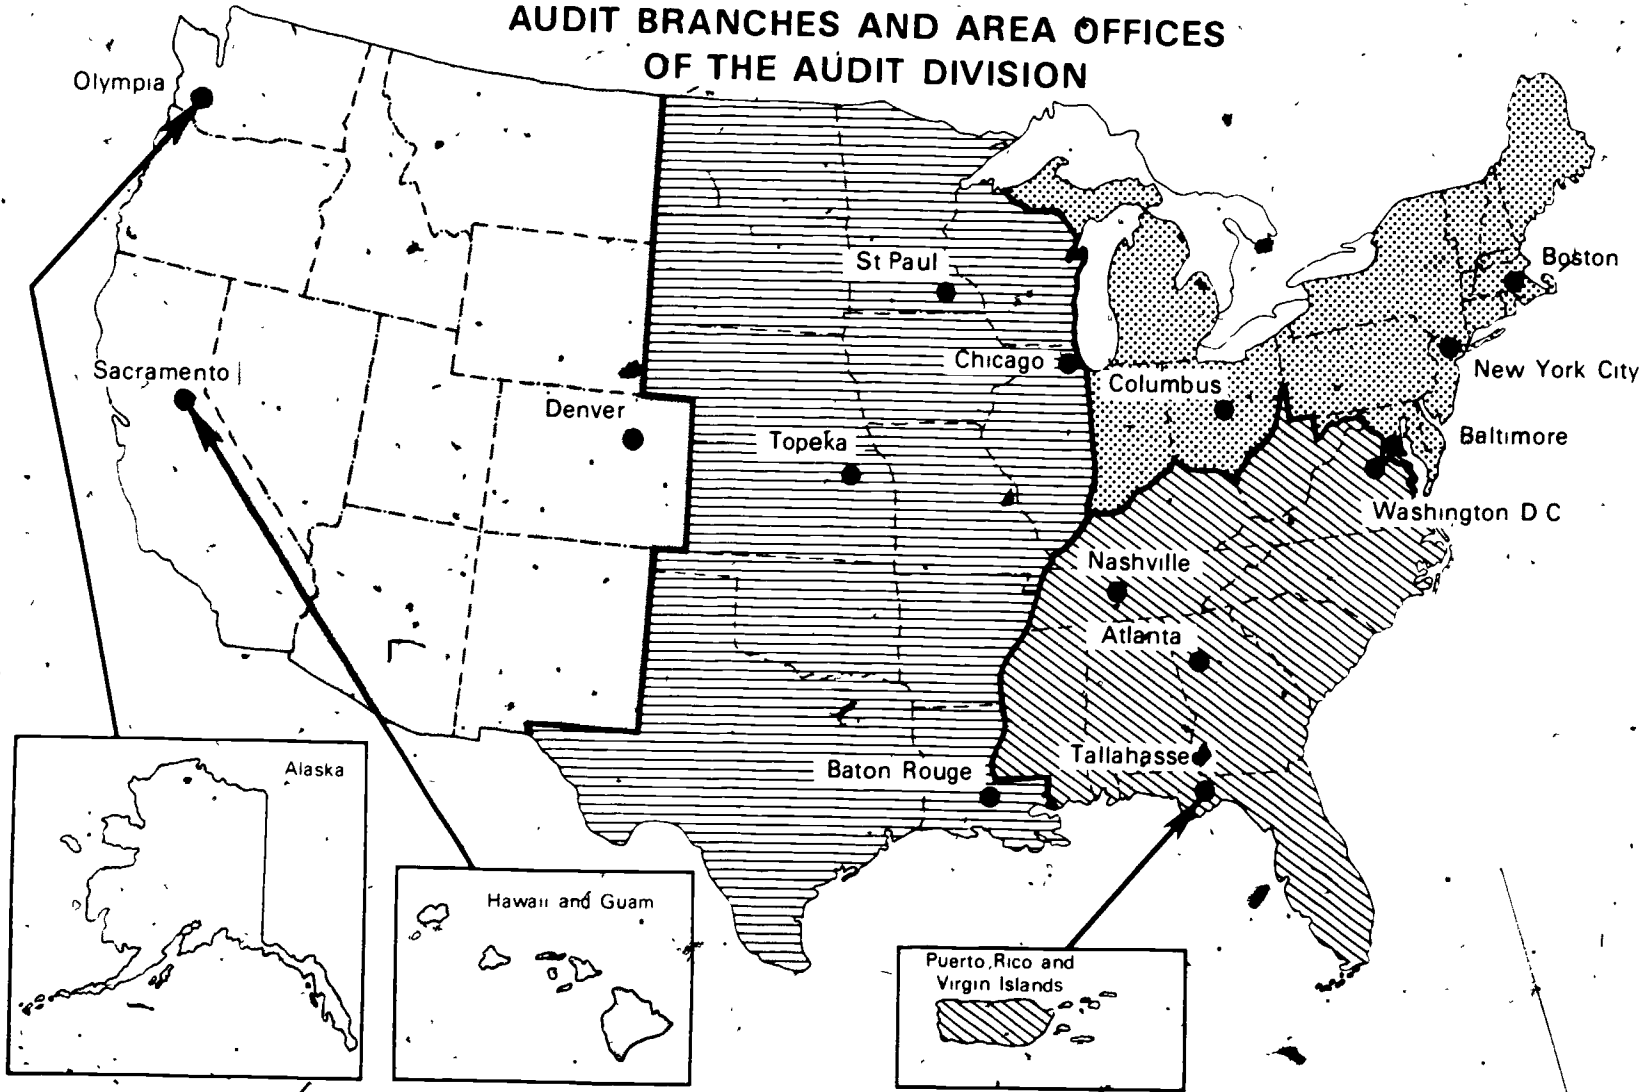 AUDIT BRANCHES AND AREA OFFICES
OF THE AUDIT DIVISION
Olympia
Boston
St Paul
Chicago
New York City
Sacramento
Columbus
Denver
Baltimore
Topeka
Washington D C
Nashville
Atlanta
Tallahasse
Baton Rouge
Alaska
Hawaii and Guam
Puerto Rico and
Virgin Islands